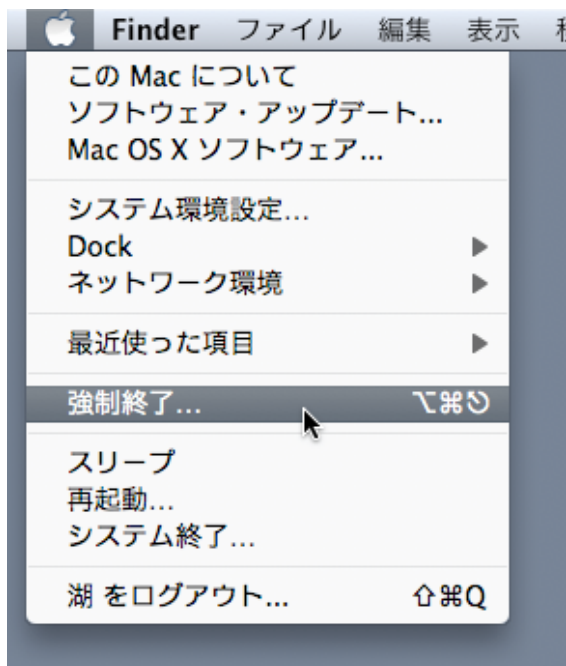 Finder ファイル 編集 表示
この Mac について
ソフトウェア・アップデート...
Mac OS X ソフトウェア...
システム環境設定...
Dock ▶
ネットワーク環境 ▶
最近使った項目 ▶
強制終了... ⌥⌘⎋
スリープ
再起動...
システム終了...
湖 をログアウト... ⇧⌘Q